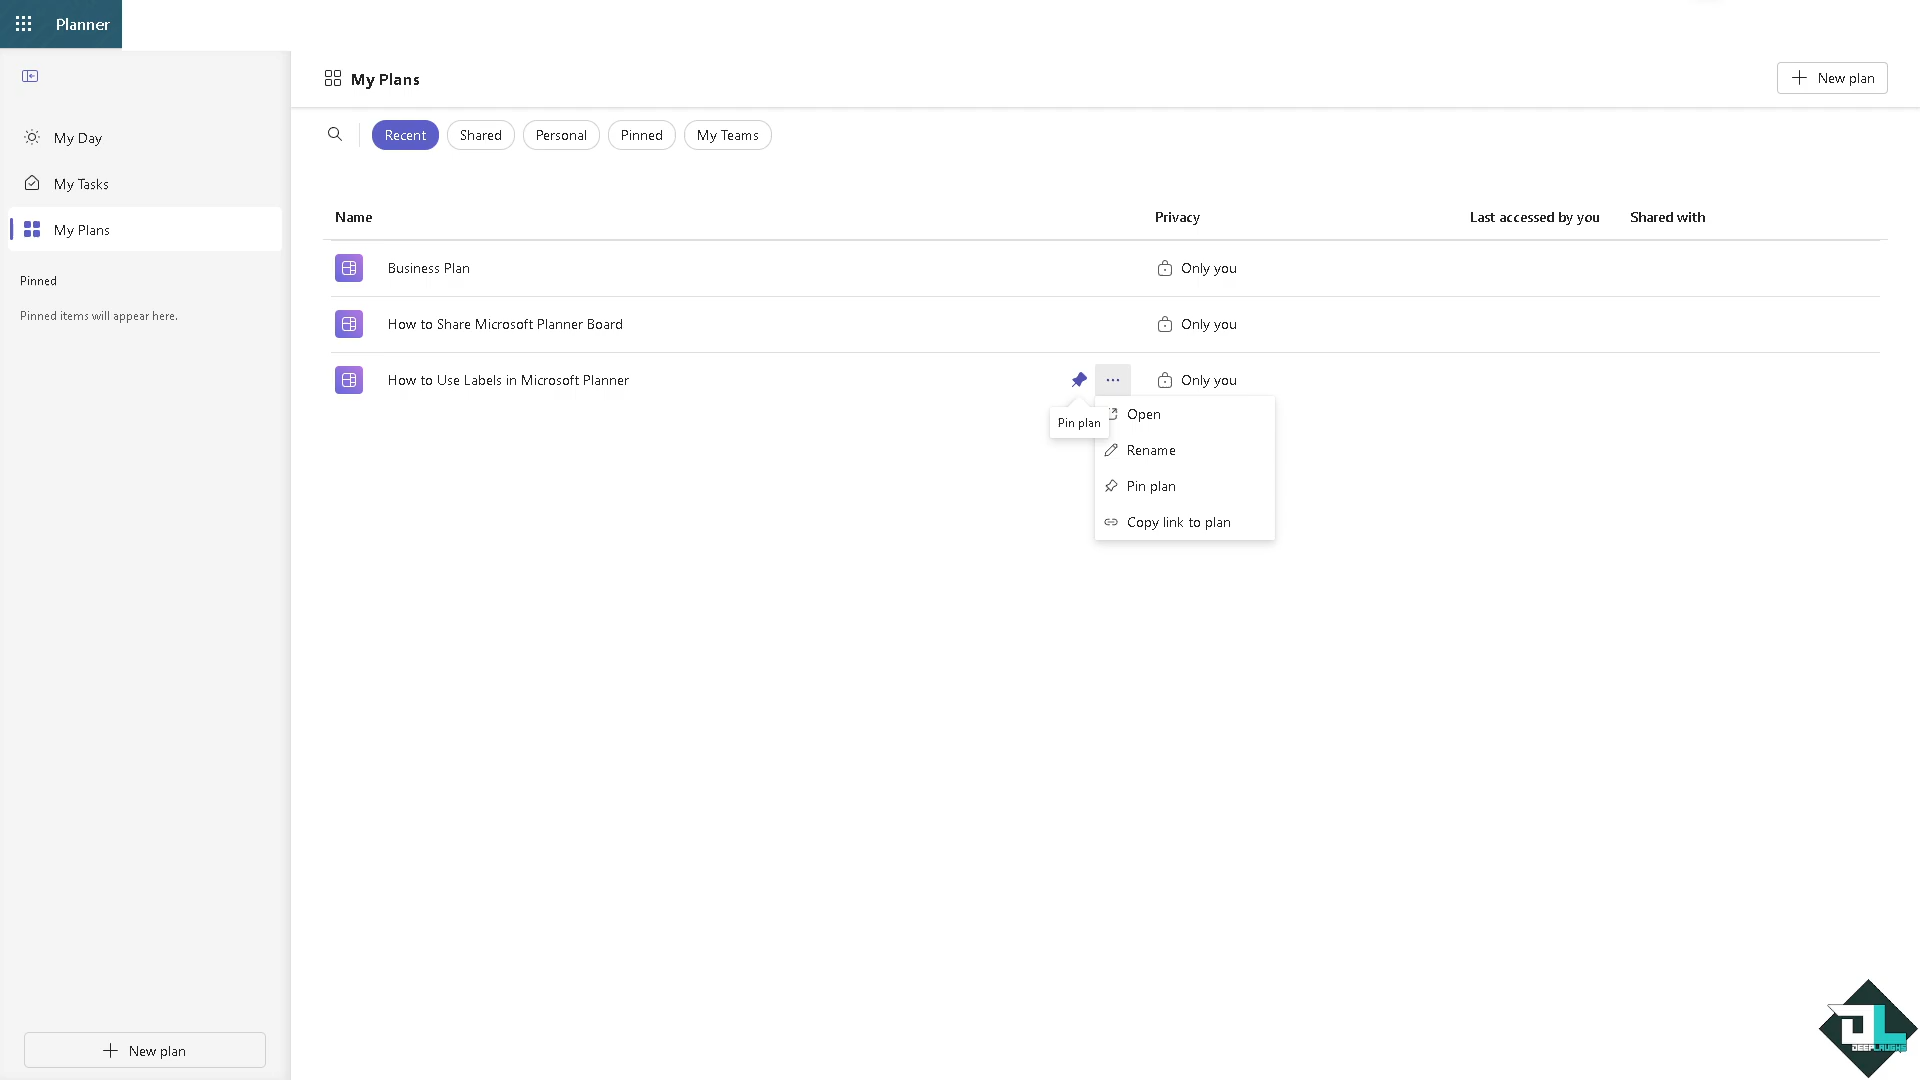 Planner
My Plans
New plan
My Day
My Tasks
My Plans
Pinned
Pinned items will appear here.
Recent
Shared
Personal
Pinned
My Teams
Name
Privacy
Last accessed by you
Shared with
Business Plan
Only you
How to Share Microsoft Planner Board
Only you
How to Use Labels in Microsoft Planner
Only you
Pin plan
Open
Rename
Pin plan
Copy link to plan
New plan
DEEPLAUGHS